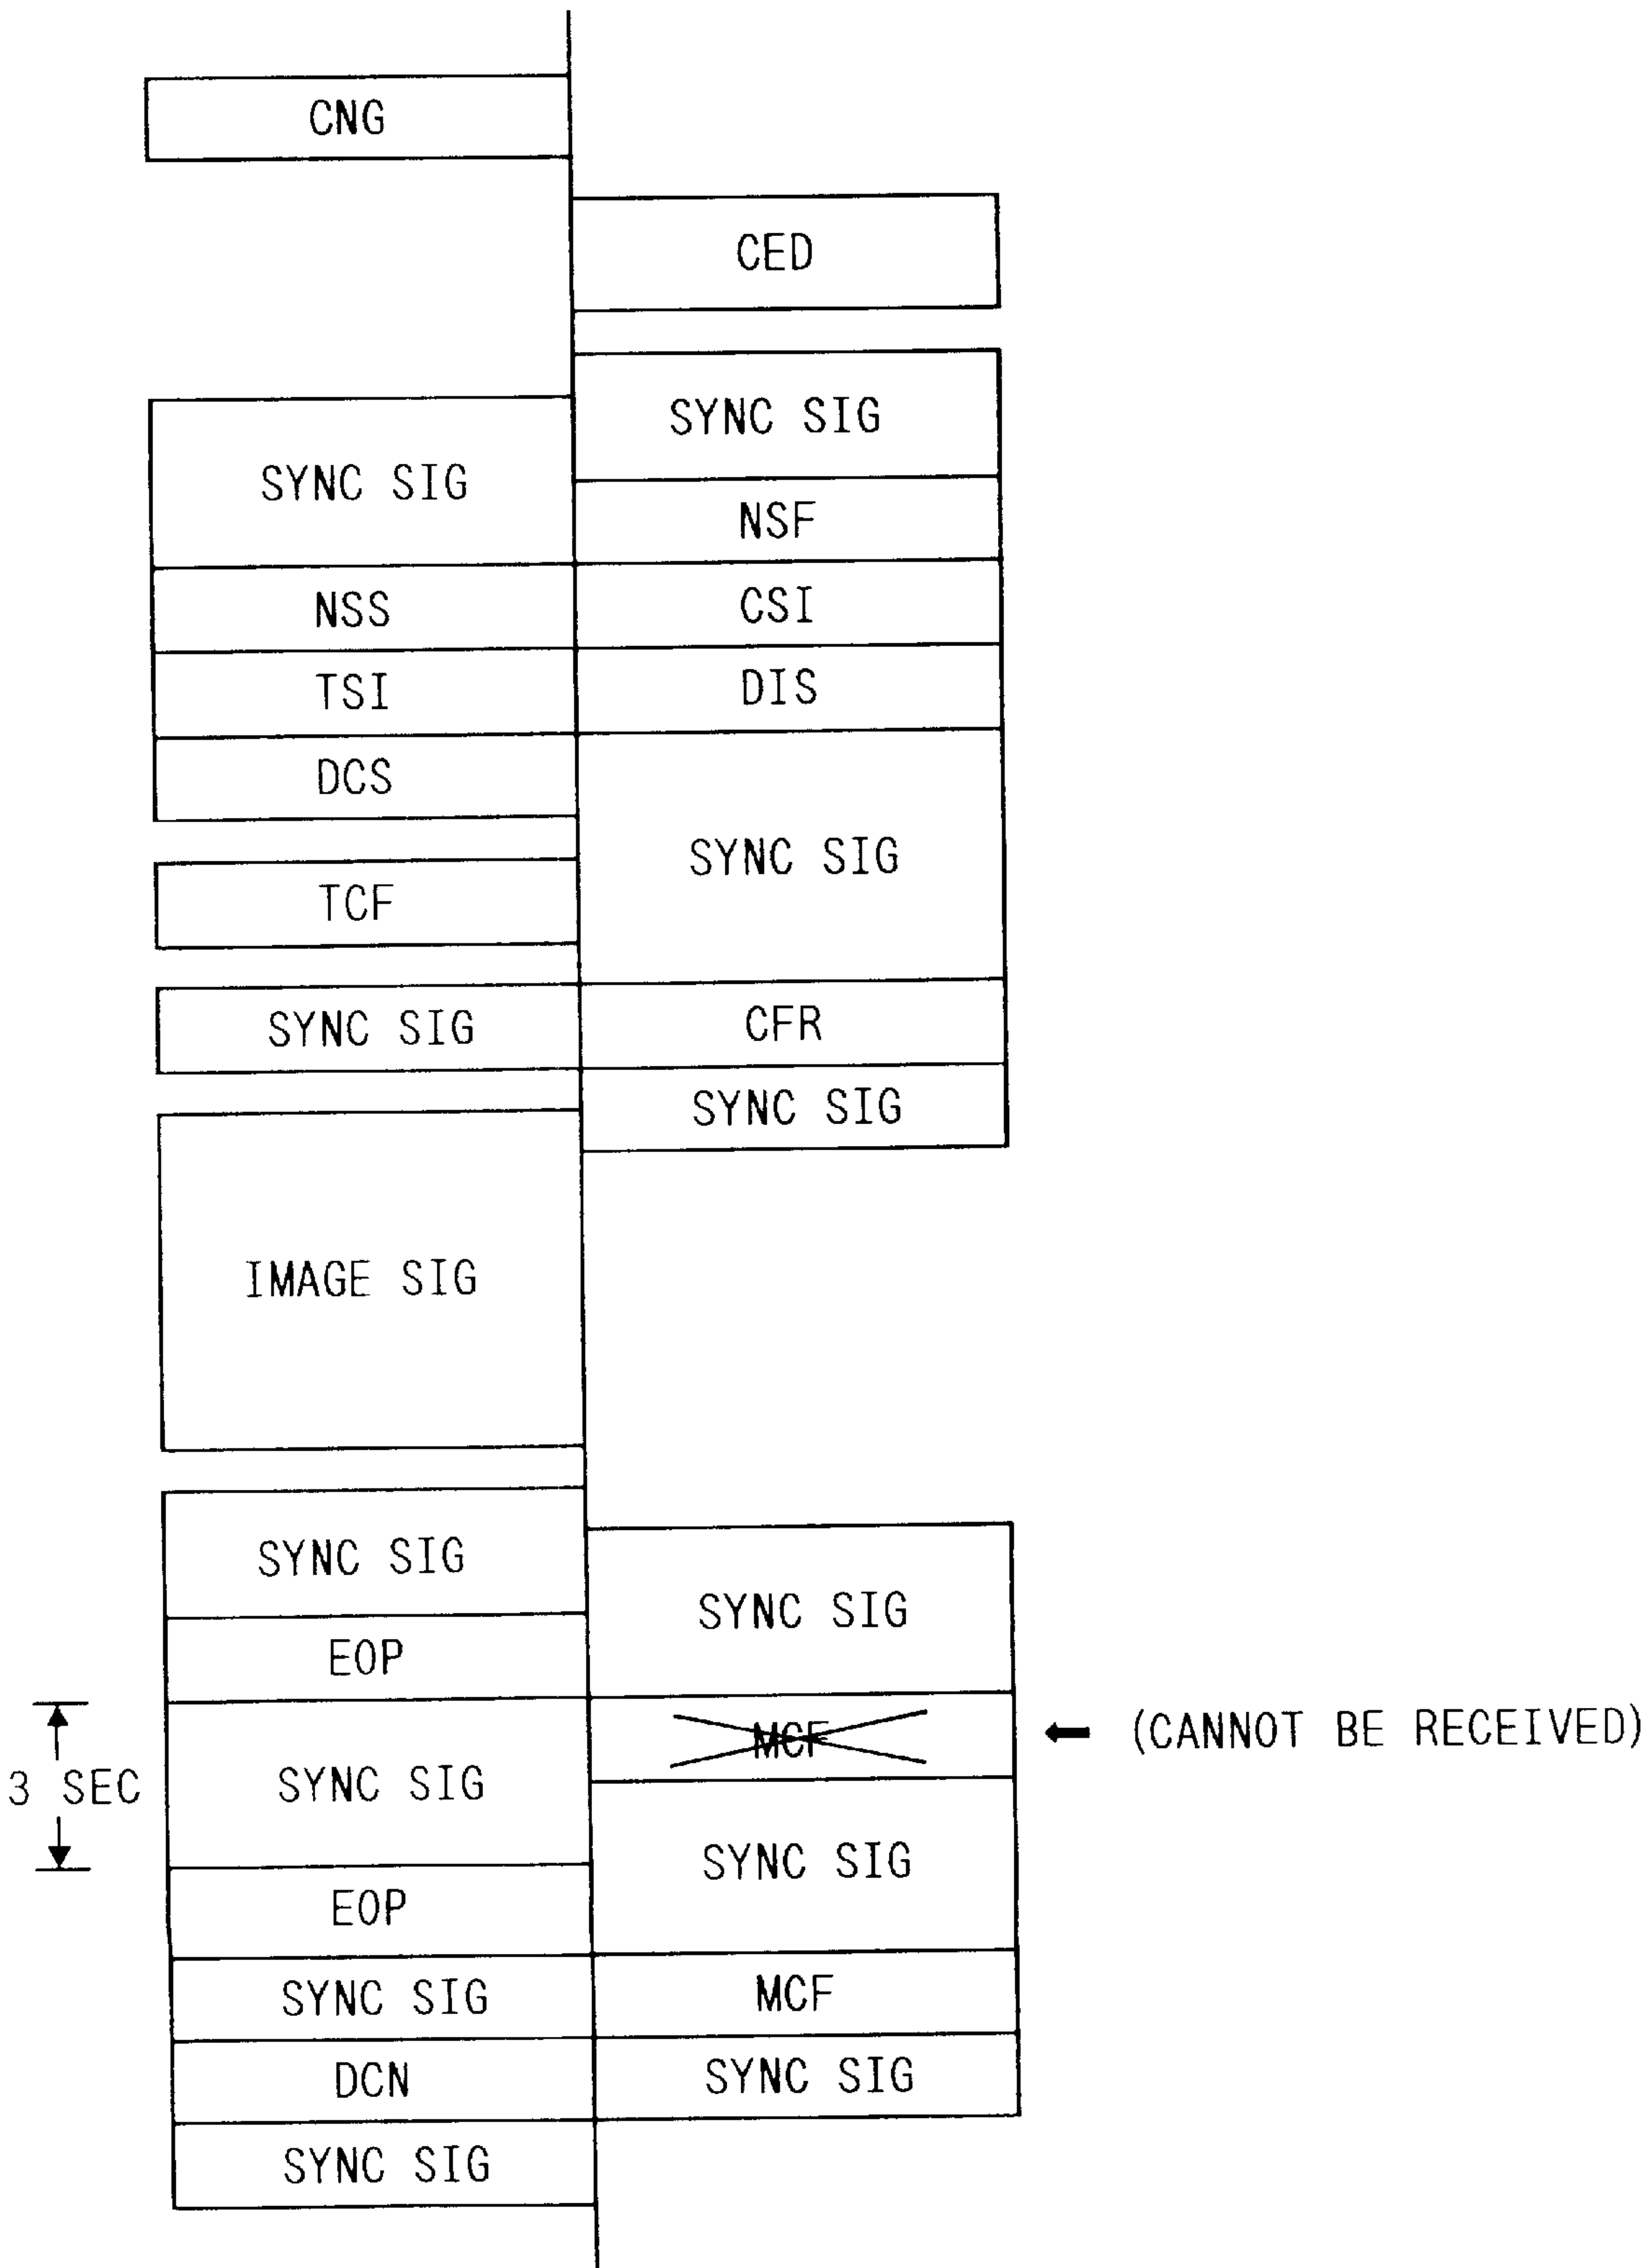 CNG
CED
SYNC SIG
SYNC SIG
NSF
NSS
CSI
TSI
DIS
DCS
SYNC SIG
TCF
SYNC SIG
CFR
SYNC SIG
IMAGE SIG
SYNC SIG
SYNC SIG
EOP
MCF
(CANNOT BE RECEIVED)
3 SEC
SYNC SIG
SYNC SIG
EOP
SYNC SIG
MCF
DCN
SYNC SIG
SYNC SIG